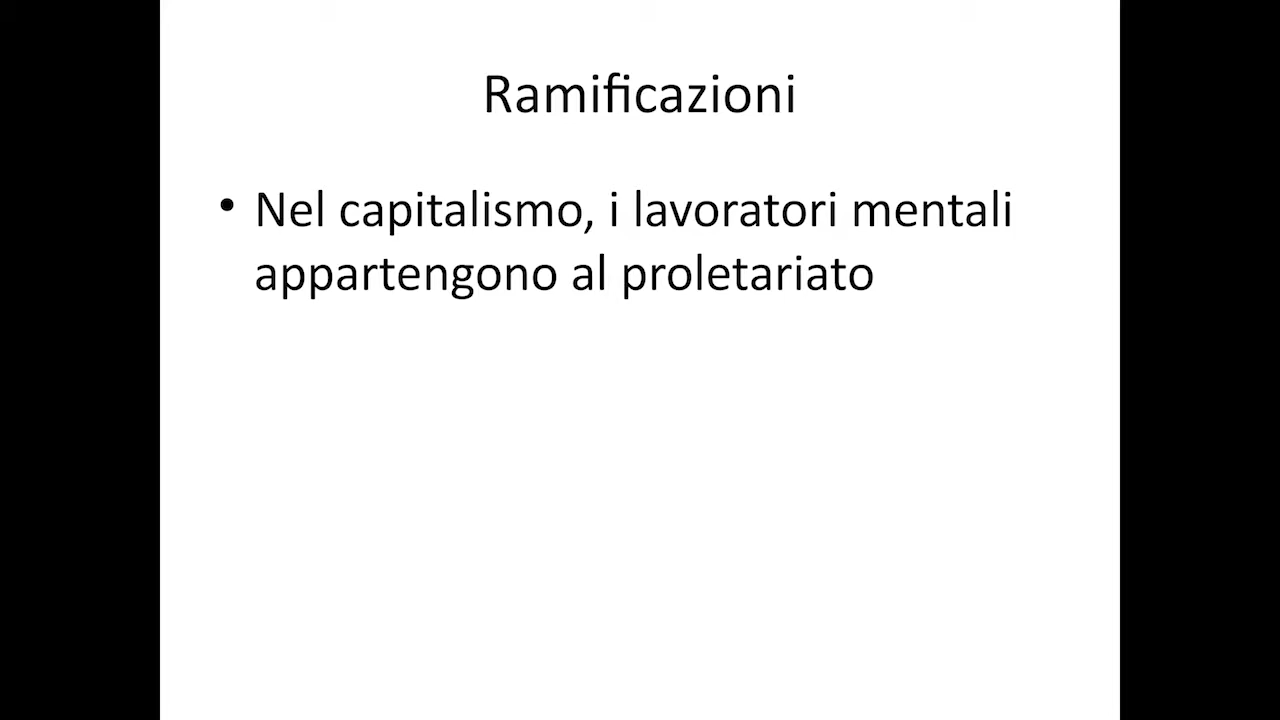 Ramificazioni
• Nel capitalismo, i lavoratori mentali
appartengono al proletariato